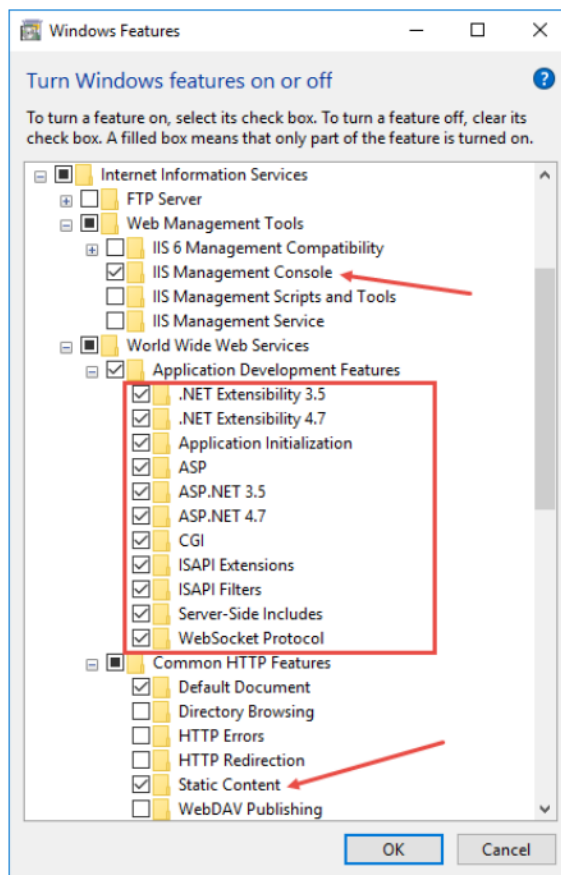 Windows Features
Turn Windows features on or off
To turn a feature on, select its check box. To turn a feature off, clear its
check box. A filled box means that only part of the feature is turned on.
Internet Information Services
FTP Server
Web Management Tools
IIS 6 Management Compatibility
IIS Management Console
IIS Management Scripts and Tools
IIS Management Service
World Wide Web Services
Application Development Features
.NET Extensibility 3.5
.NET Extensibility 4.7
Application Initialization
ASP
ASP.NET 3.5
ASP.NET 4.7
CGI
ISAPI Extensions
ISAPI Filters
Server-Side Includes
WebSocket Protocol
Common HTTP Features
Default Document
Directory Browsing
HTTP Errors
HTTP Redirection
Static Content
WebDAV Publishing
OK Cancel